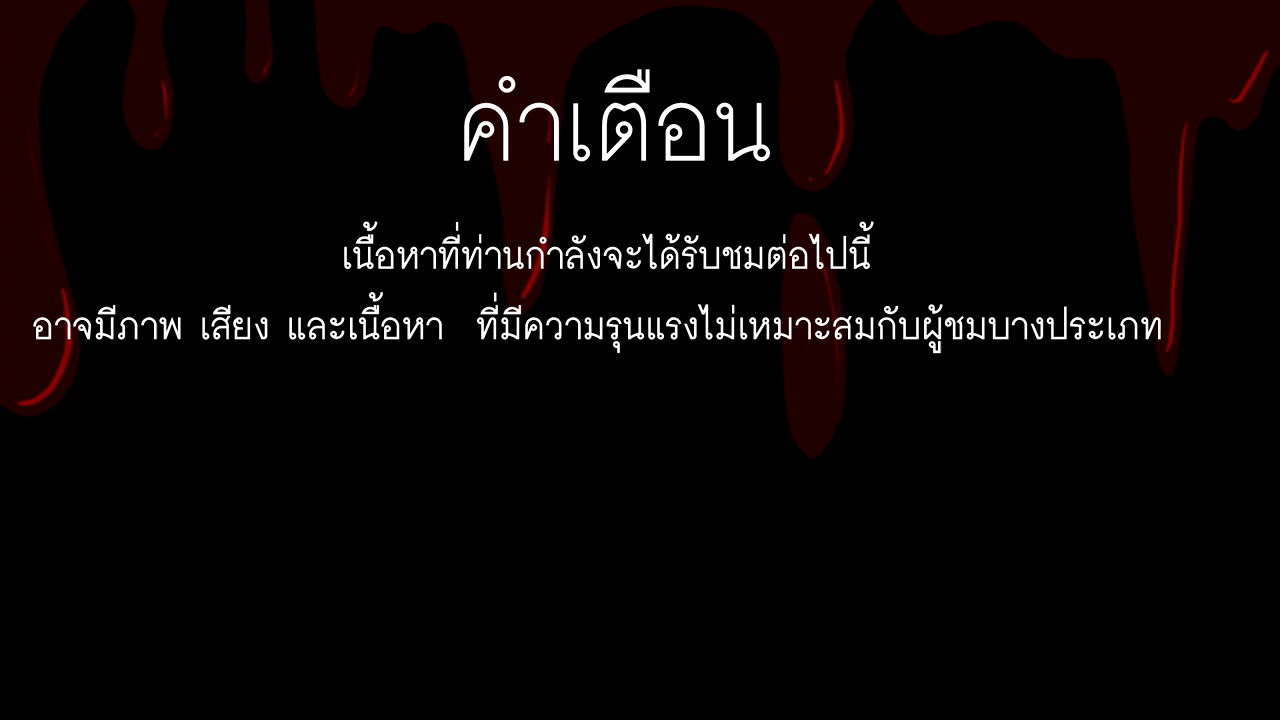 คำเตือน
เนื้อหาที่ท่านกำลังจะได้รับชมต่อไปนี้
อาจมีภาพ เสียง และเนื้อหา ที่มีความรุนแรงไม่เหมาะสมกับผู้ชมบางประเภท